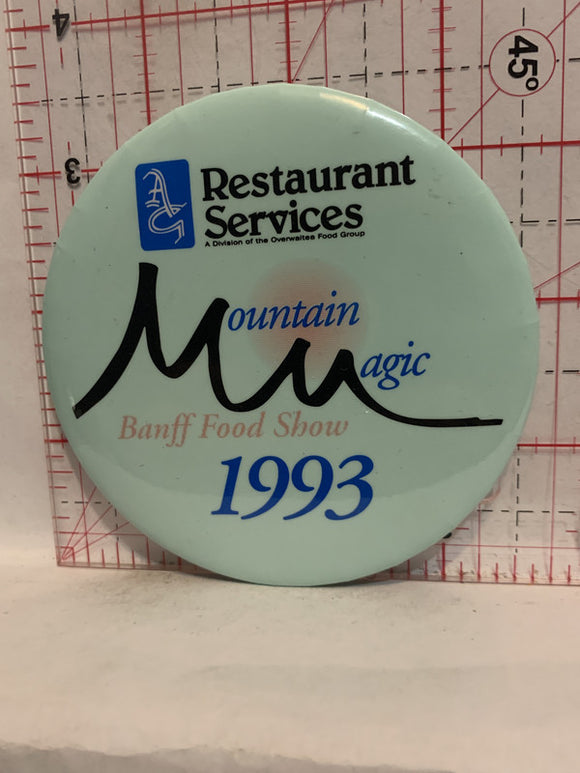 4
45°
3
AG Restaurant
Services
A Division of the Overwaitea Food Group
Mountain
Magic
Banff Food Show
1993